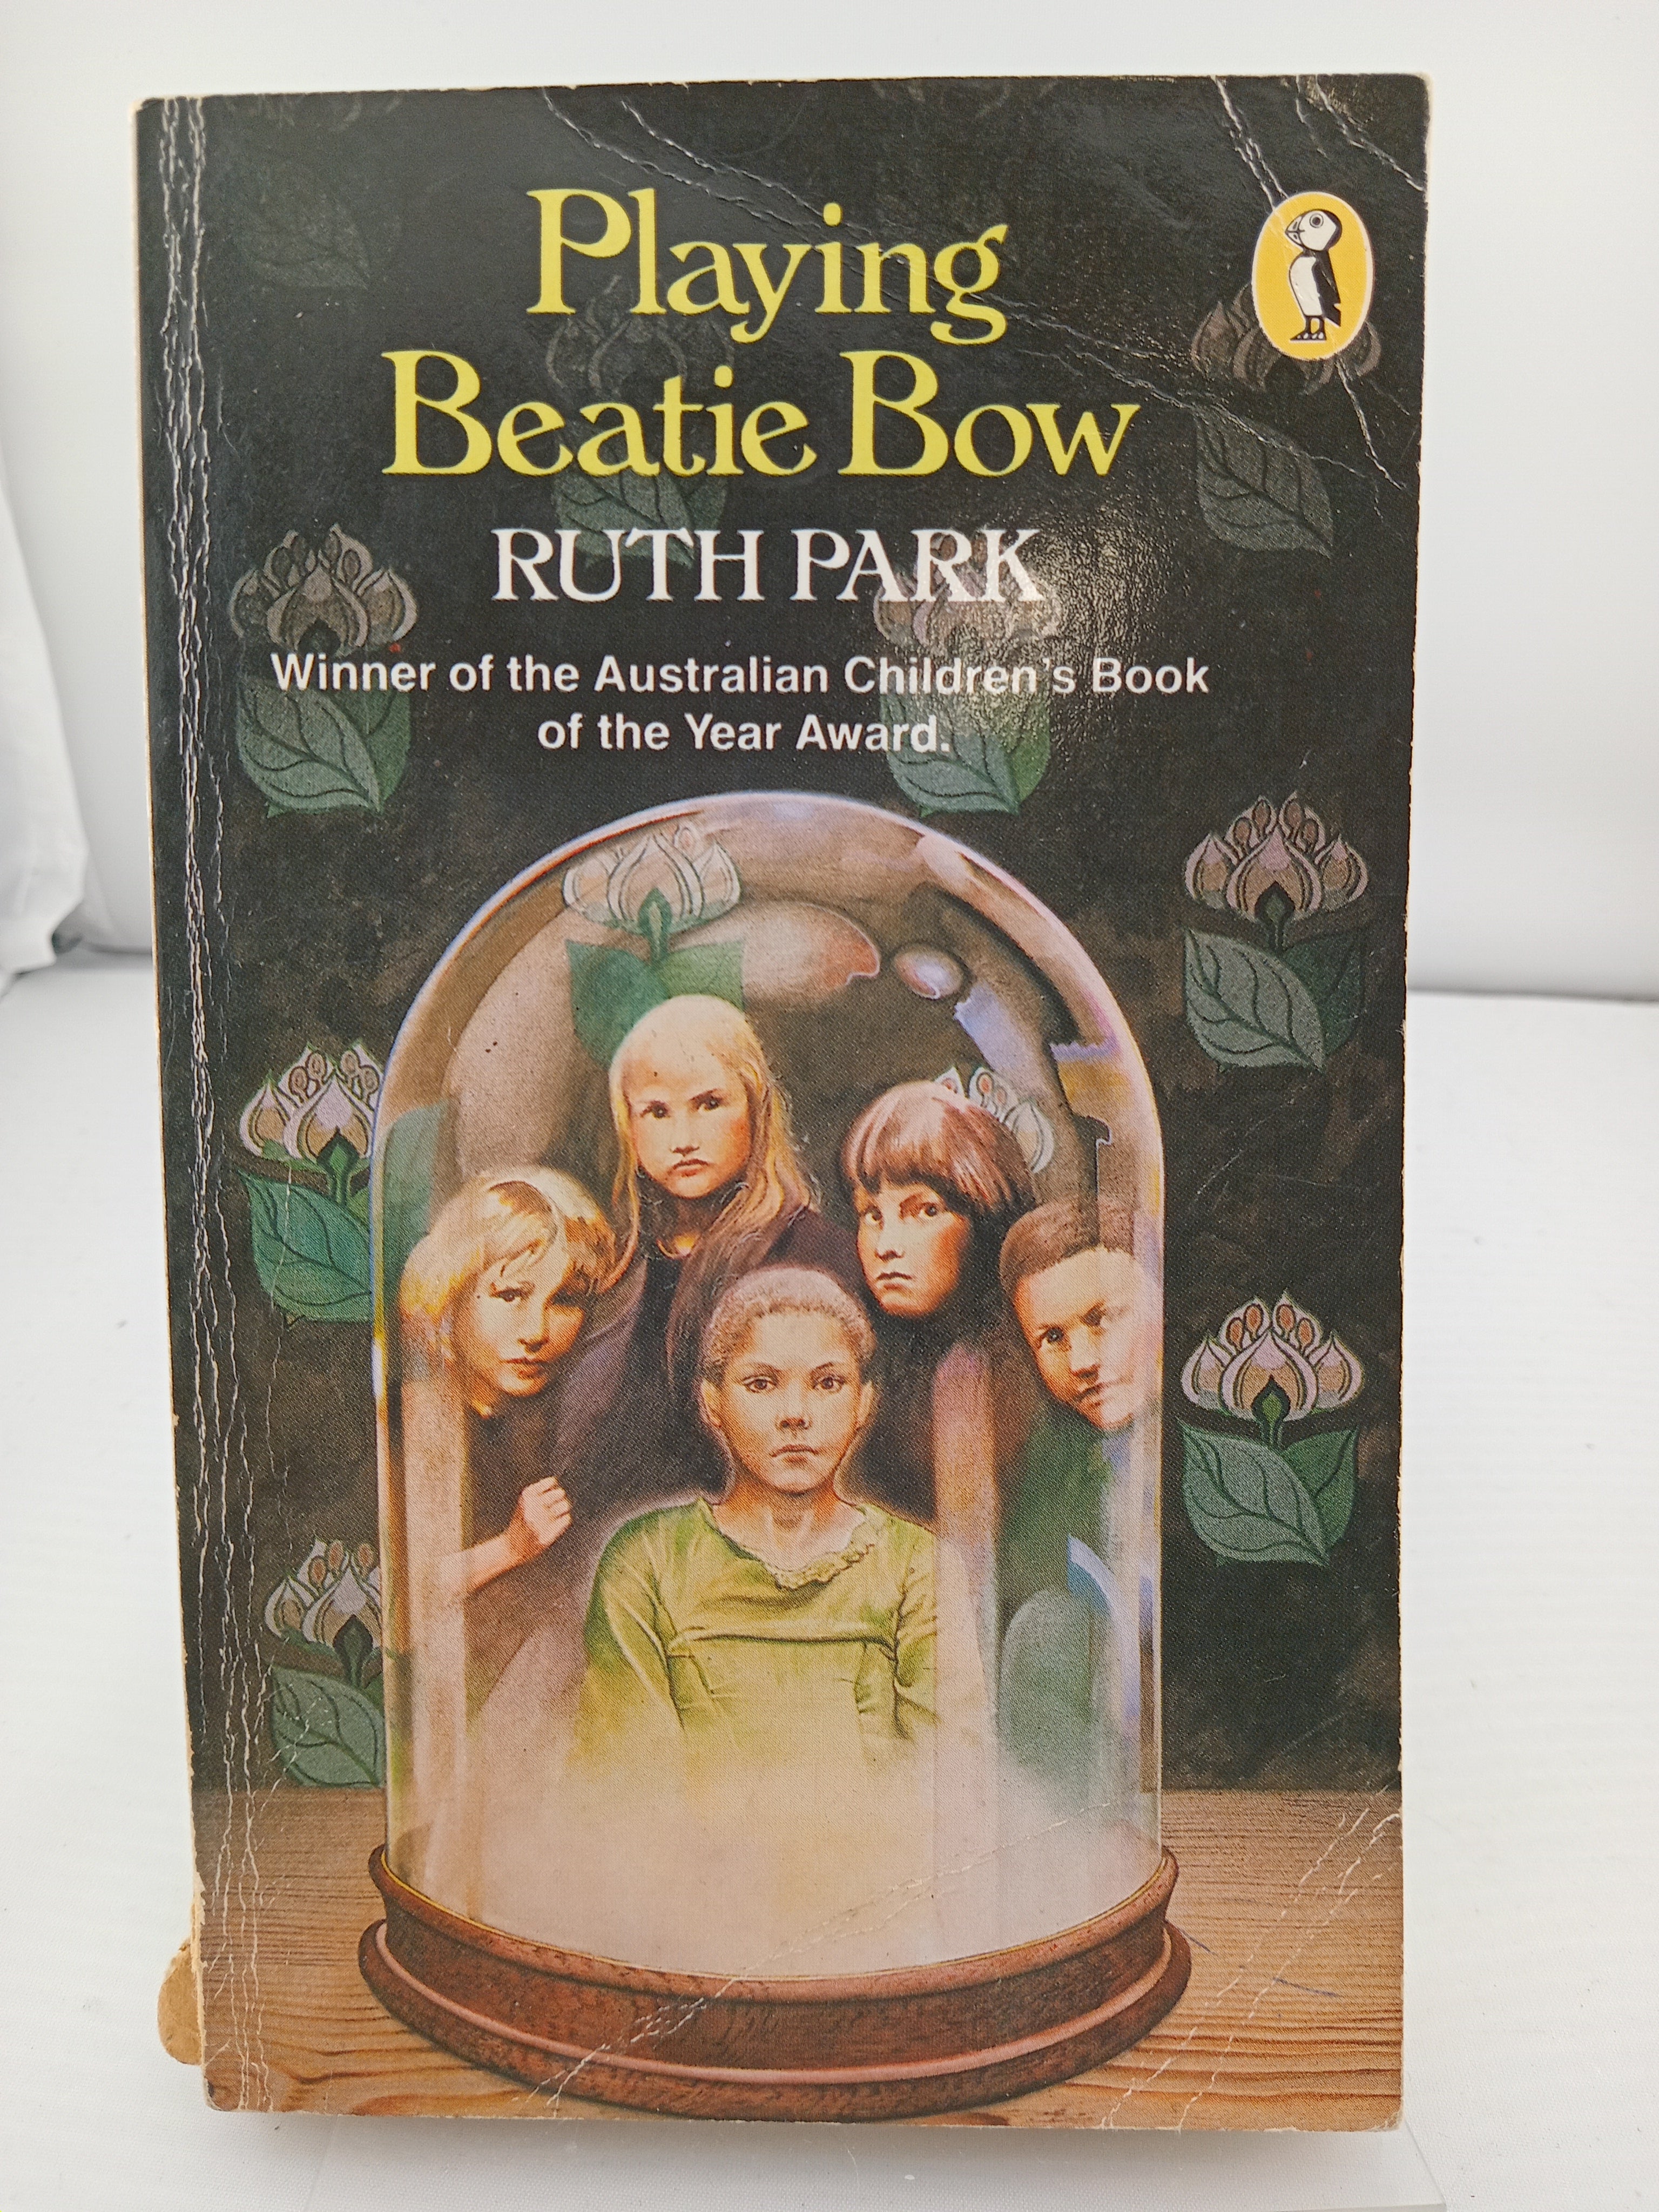 Playing
Beatie Bow
RUTH PARK
Winner of the Australian Children's Book
of the Year Award.